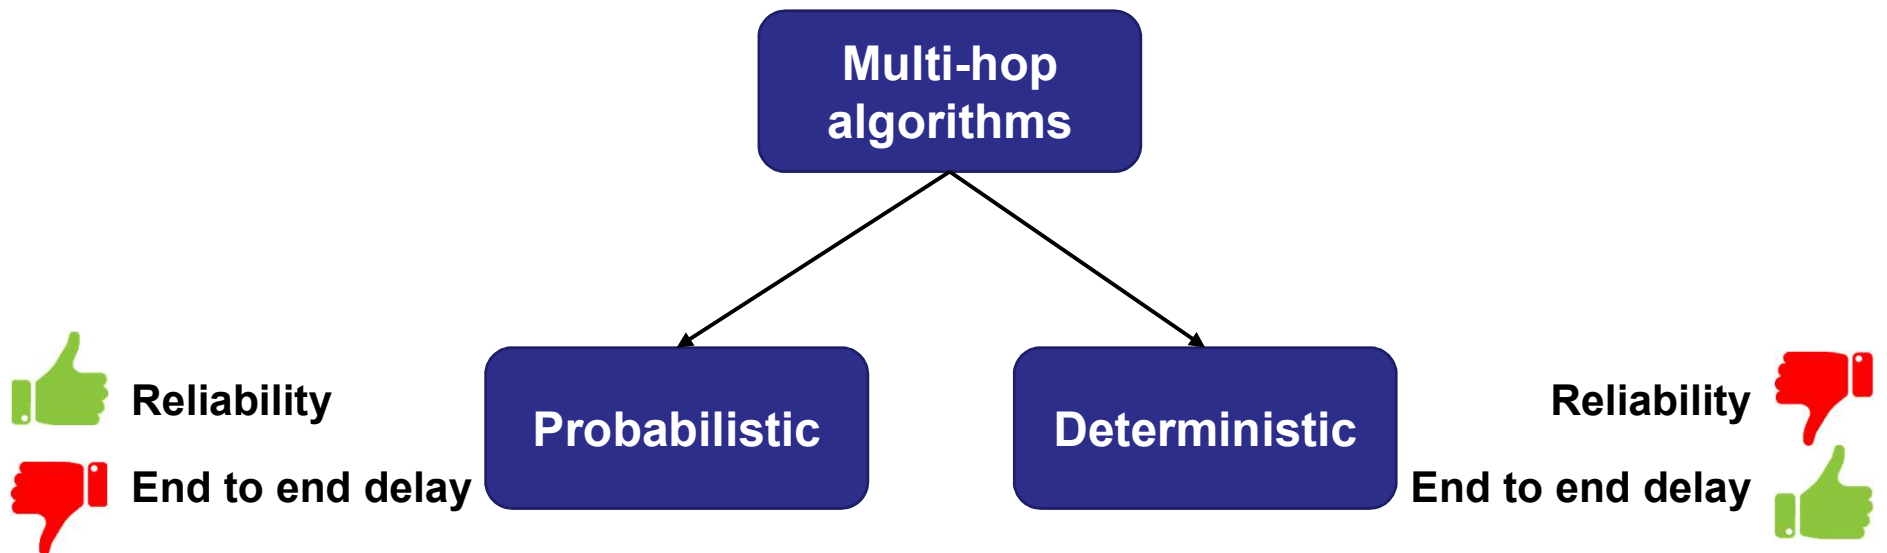 Multi-hop
algorithms
Reliability
End to end delay
Probabilistic
Deterministic
Reliability
End to end delay